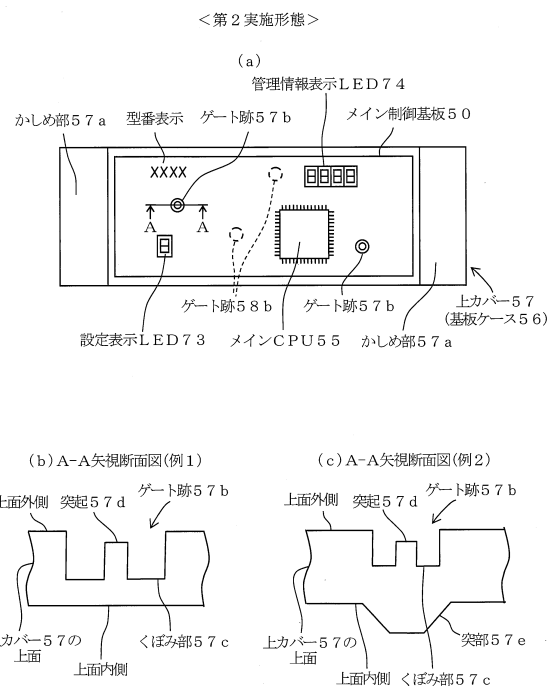 ＜第２実施形態＞
(a)
管理情報表示ＬＥＤ７４
かしめ部５７ａ
型番表示
ゲート跡５７ｂ
メイン制御基板５０
XXXX
A
A
ゲート跡５８ｂ
ゲート跡５７ｂ
上カバー５７
(基板ケース５６)
設定表示ＬＥＤ７３
メインＣＰＵ５５
かしめ部５７ａ
(b) A-A矢視断面図(例１)
(c) A-A矢視断面図(例２)
ゲート跡５７ｂ
上面外側
突起５７ｄ
ゲート跡５７ｂ
上面外側
突起５７ｄ
カバー５７の
上面
上面内側
くぼみ部５７ｃ
上カバー５７の
上面
突部５７ｅ
上面内側
くぼみ部５７ｃ